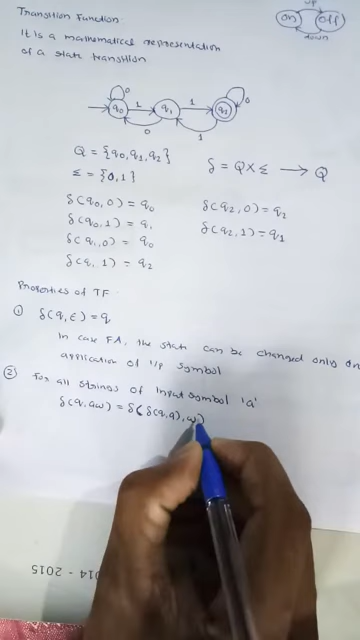 Transition Function:
It is a mathematical representation
of a state transition
up
on off
down
0 0
q0 1 q1 1 q2
0 1
Q = {q0, q1, q2}
Σ = {0, 1}
δ = Q × Σ → Q
δ(q0, 0) = q0
δ(q0, 1) = q1
δ(q1, 0) = q0
δ(q1, 1) = q2
δ(q2, 0) = q2
δ(q2, 1) = q1
Properties of TF
① δ(q, ε) = q
In case FA, the state can be changed only on
application of i/p symbol
② For all strings of input symbol 'a'
δ(q, aw) = δ(δ(q, a), w)
14 - 2015